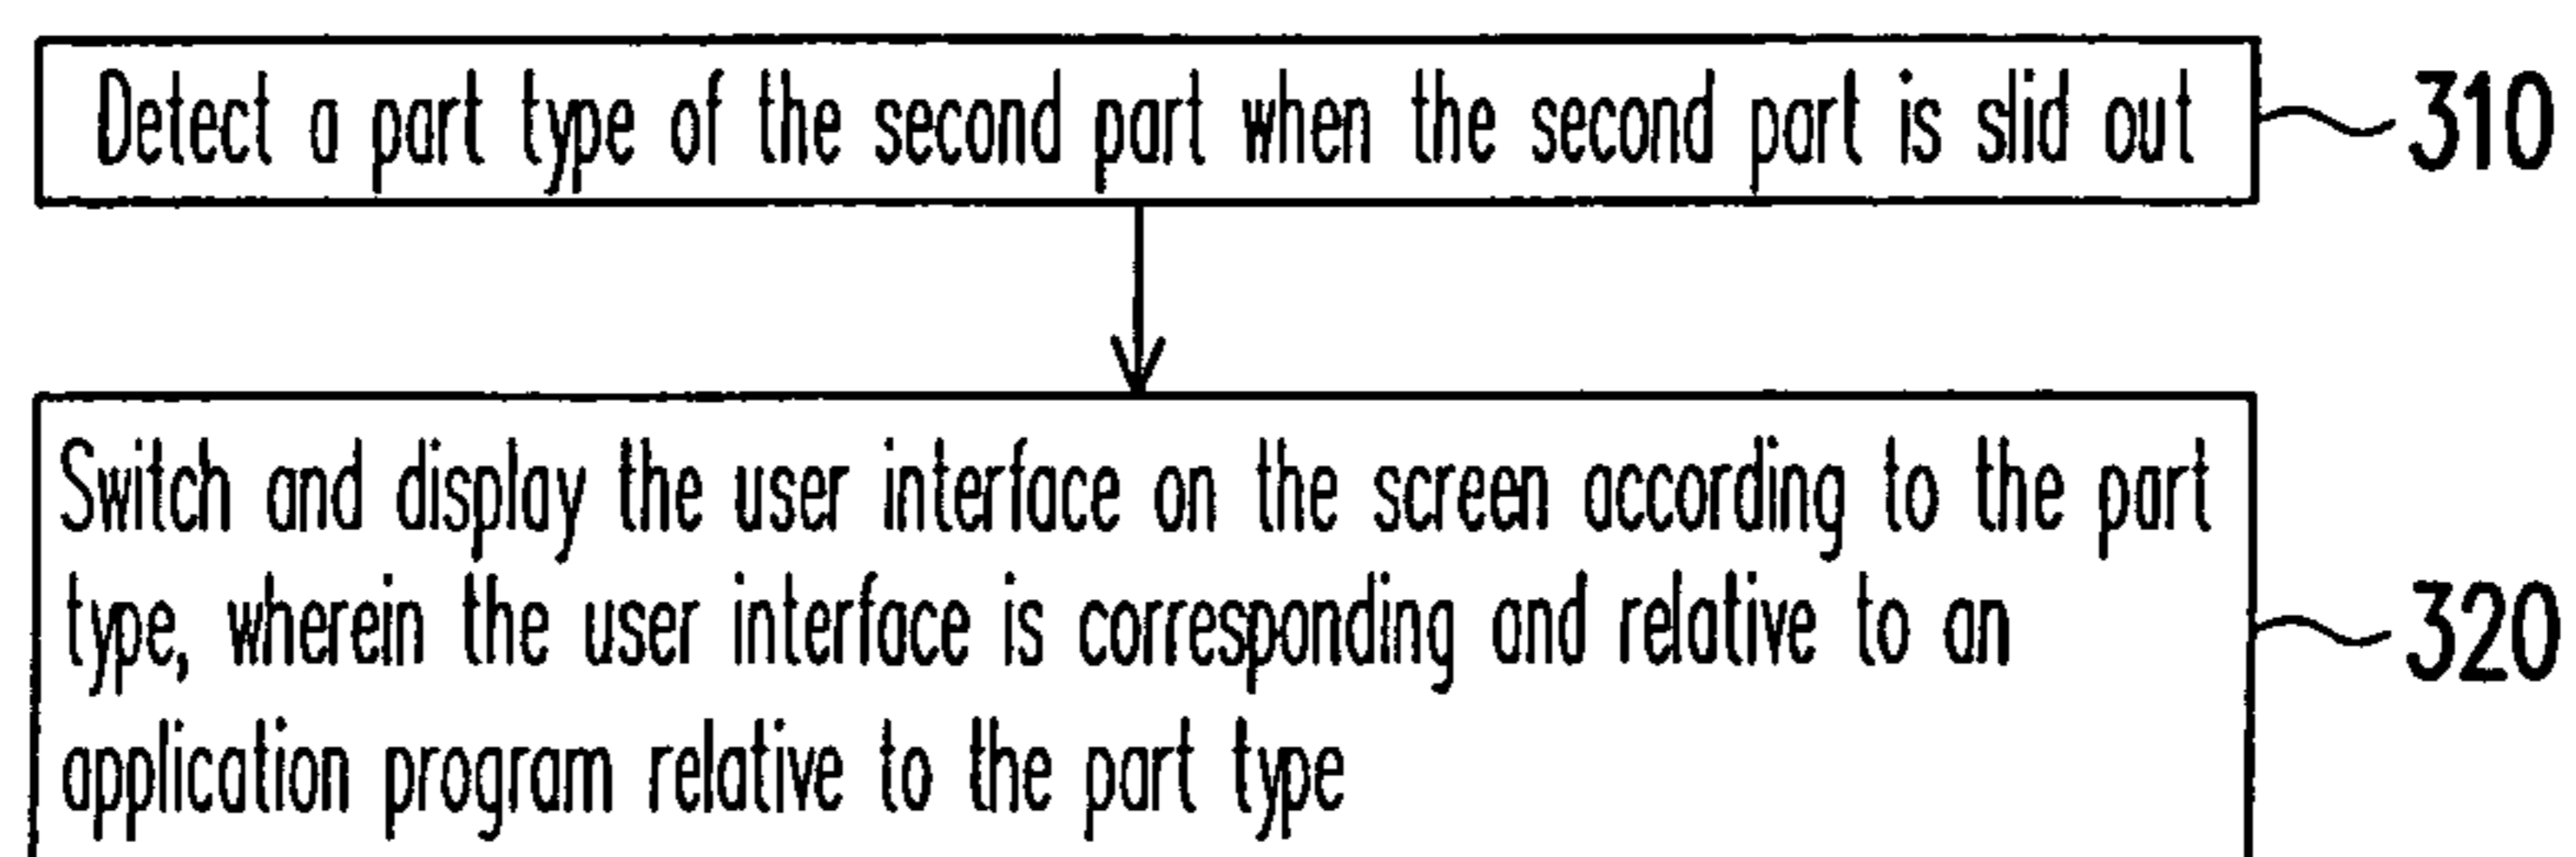 Detect a part type of the second part when the second part is slid out
310
Switch and display the user interface on the screen according to the part
type, wherein the user interface is corresponding and relative to an
320
application program relative to the part type